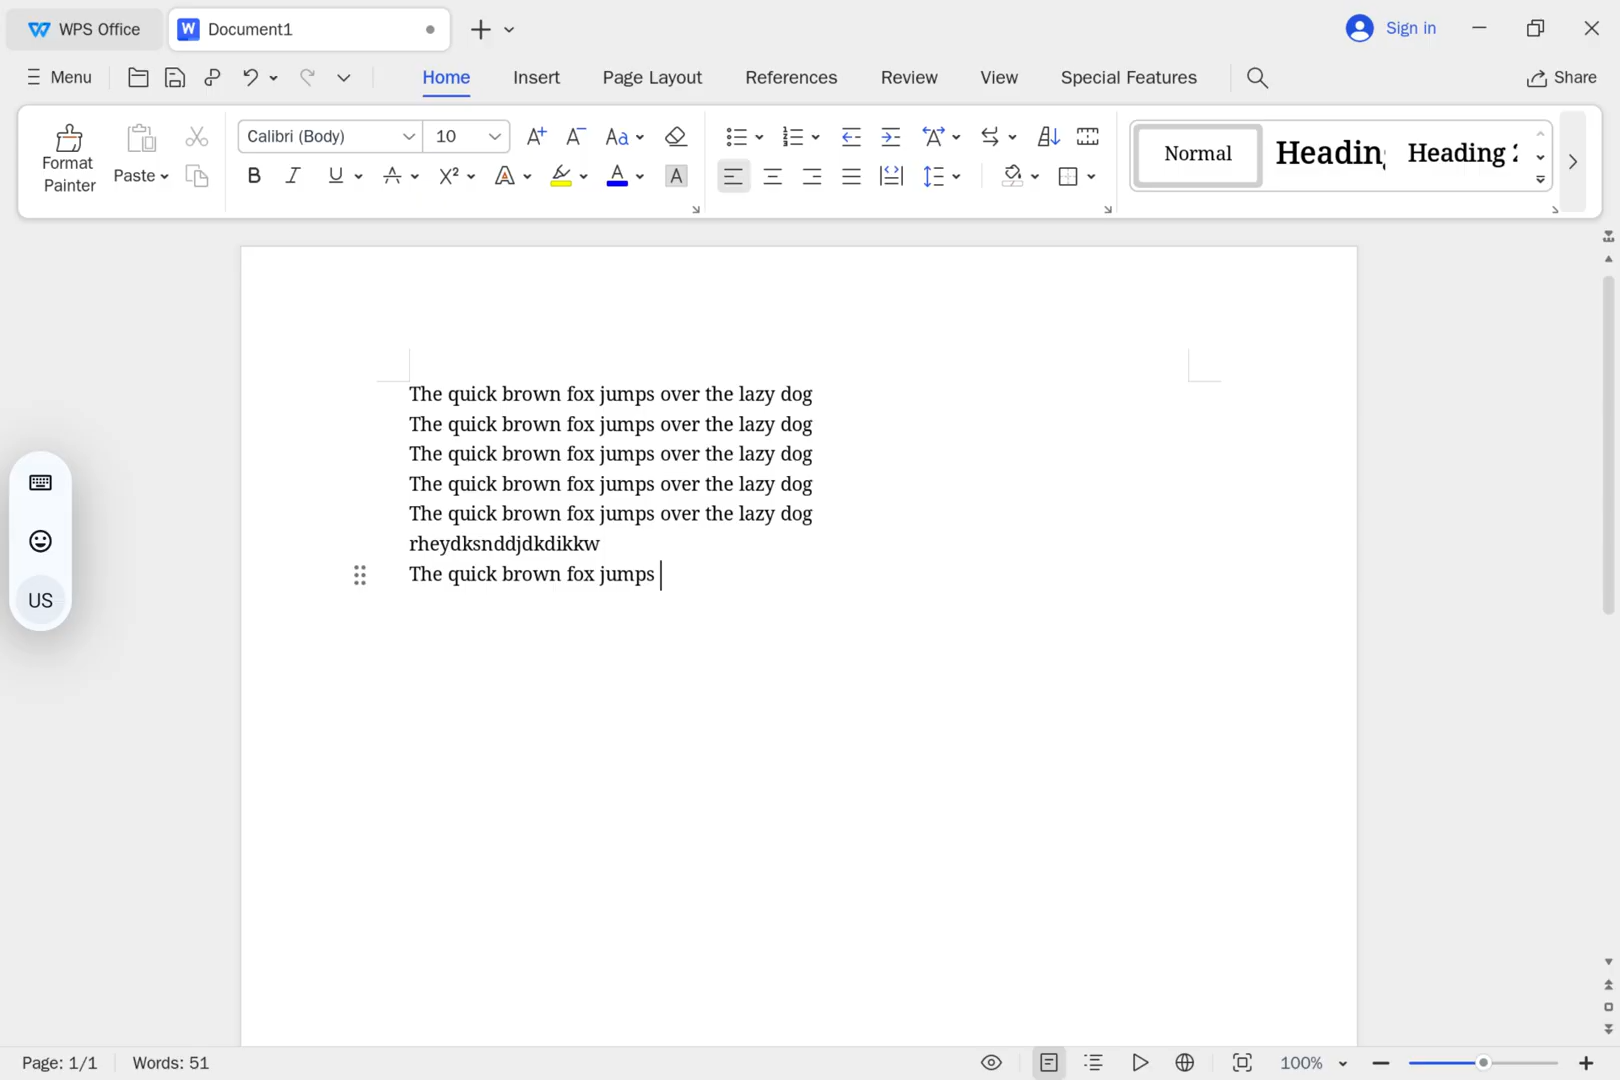 WPS Office
W Document1
Sign in
Menu
Home Insert Page Layout References Review View Special Features
Share
Format Painter
Paste
Calibri (Body)
10
Normal
Heading 2
The quick brown fox jumps over the lazy dog
The quick brown fox jumps over the lazy dog
The quick brown fox jumps over the lazy dog
The quick brown fox jumps over the lazy dog
The quick brown fox jumps over the lazy dog
rheydksnddjdkdikkw
The quick brown fox jumps
US
Page: 1/1
Words: 51
100%